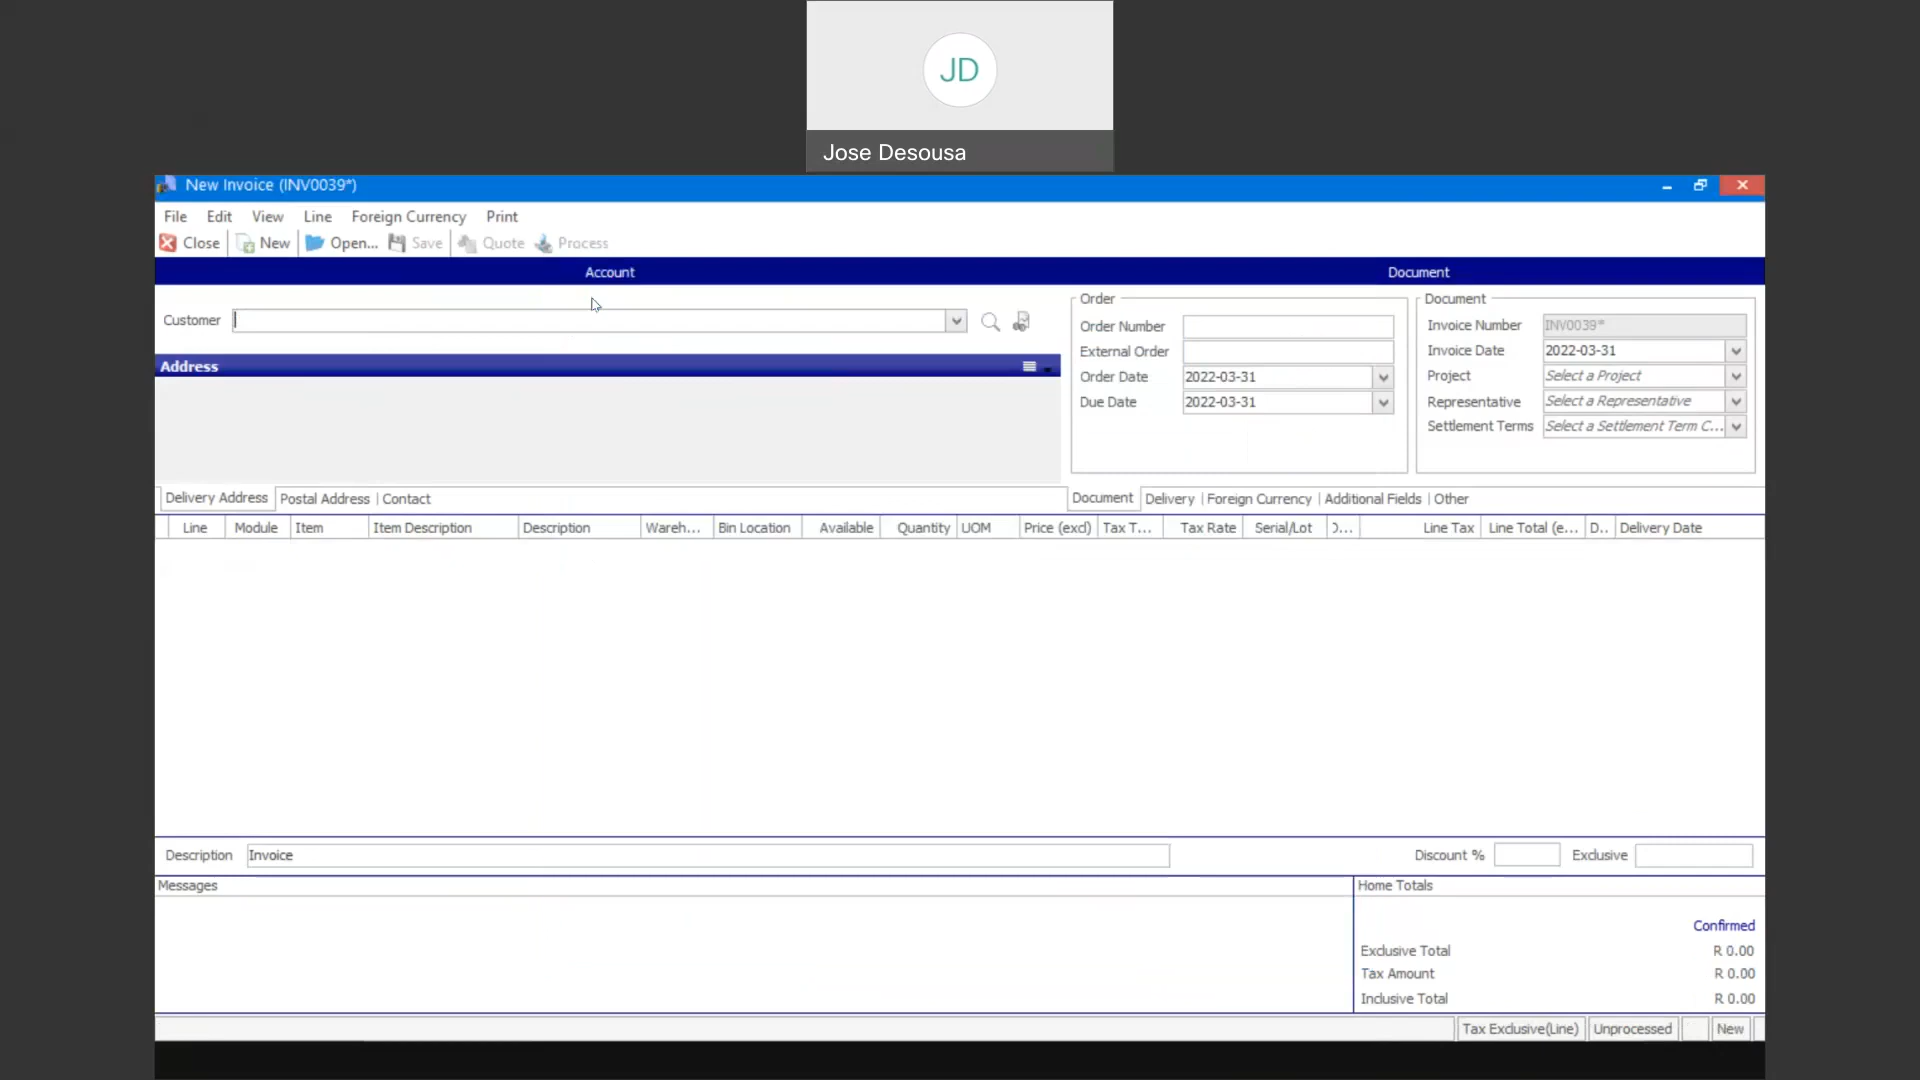 JD
Jose Desousa
New Invoice (INV0039*)
File Edit View Line Foreign Currency Print
Close New Open... Save Quote Process
Account Document
Customer
Order
Order Number
External Order
Order Date 2022-03-31
Due Date 2022-03-31
Document
Invoice Number INV0039*
Invoice Date 2022-03-31
Project Select a Project
Representative Select a Representative
Settlement Terms Select a Settlement Term C...
Address
Delivery Address Postal Address Contact
Document Delivery Foreign Currency Additional Fields Other
Line Module Item Item Description Description Wareh... Bin Location Available Quantity UOM Price (excl) Tax T... Tax Rate Serial/Lot Line Tax Line Total (e... D.. Delivery Date
Description Invoice Discount % Exclusive
Messages
Home Totals
Confirmed
Exclusive Total R 0.00
Tax Amount R 0.00
Inclusive Total R 0.00
Tax Exclusive(Line) Unprocessed New